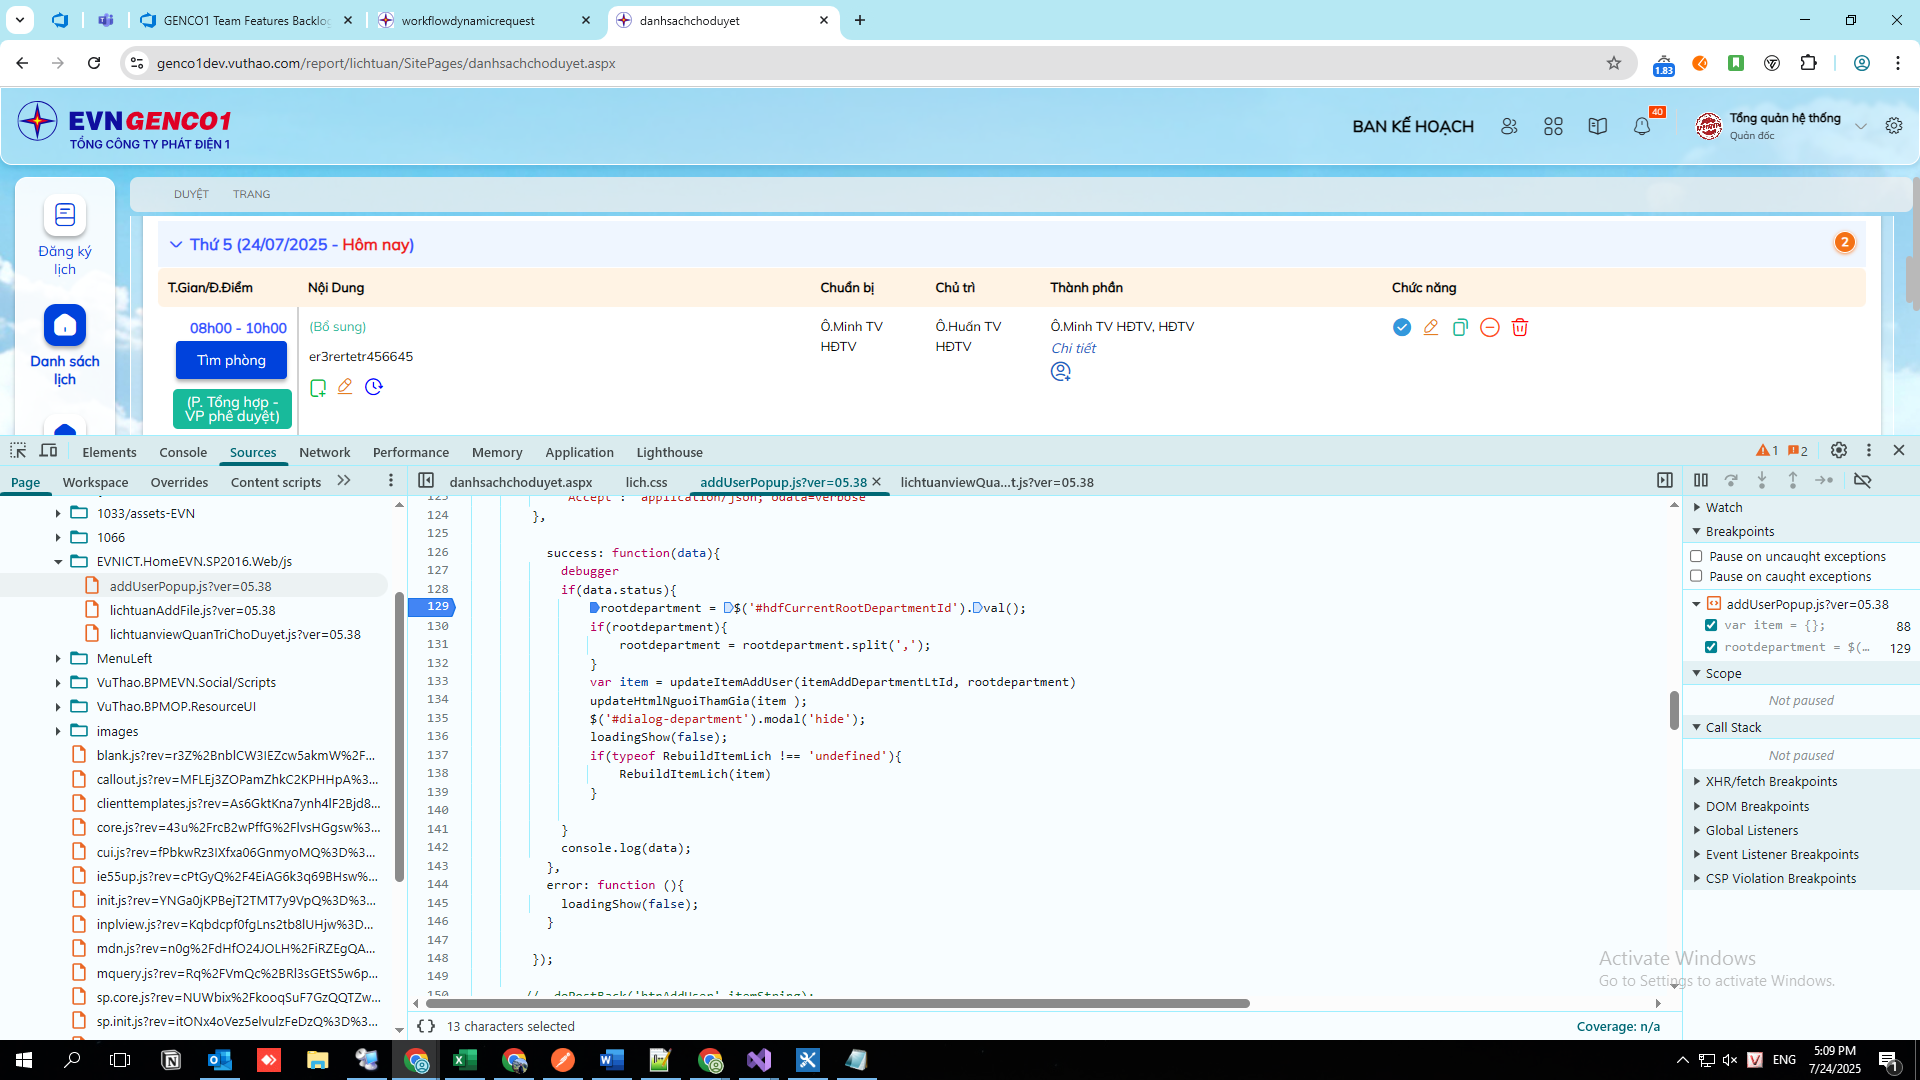 GENCO1 Team Features Backlog
workflowdynamicrequest
danhsachchoduyet
genco1dev.vuthao.com/report/lichtuan/SitePages/danhsachchoduyet.aspx
1.83
EVNGENCO1
TỔNG CÔNG TY PHÁT ĐIỆN 1
BAN KẾ HOẠCH
40
Tổng quản hệ thống
Quản đốc
Đăng ký
lịch
Danh sách
lịch
DUYỆT TRANG
Thứ 5 (24/07/2025 - Hôm nay)
2
T.Gian/Đ.Điểm Nội Dung Chuẩn bị Chủ trì Thành phần Chức năng
08h00 - 10h00
Tìm phòng
(P. Tổng hợp -
VP phê duyệt)
(Bổ sung)
er3rertetr456645
Ô.Minh TV
HĐTV
Ô.Huấn TV
HĐTV
Ô.Minh TV HĐTV, HĐTV
Chi tiết
Elements Console Sources Network Performance Memory Application Lighthouse
1 2
Page Workspace Overrides Content scripts
danhsachchoduyet.aspx lich.css addUserPopup.js?ver=05.38 lichtuanviewQua...t.js?ver=05.38
1033/assets-EVN
1066
EVNICT.HomeEVN.SP2016.Web/js
addUserPopup.js?ver=05.38
lichtuanAddFile.js?ver=05.38
lichtuanviewQuanTriChoDuyet.js?ver=05.38
MenuLeft
VuThao.BPMEVN.Social/Scripts
VuThao.BPMOP.ResourceUI
images
blank.js?rev=r3Z%2BnblCW3IEZcw5akmW%2F...
callout.js?rev=MFLEj3ZOPamZhkC2KPHHpA%3...
clienttemplates.js?rev=As6GktKna7ynh4lF2Bjd8...
core.js?rev=43u%2FrcB2wPffG%2FlvsHGgsw%3...
cui.js?rev=fPbkwRz3IXfxa06GnmyoMQ%3D%3...
ie55up.js?rev=cPtGyQ%2F4EiAG6k3q69BHsw%...
init.js?rev=YNGa0jKPBejT2TMT7y9VpQ%3D%3...
inplview.js?rev=Kqbdcpf0fgLns2tb8lUHjw%3D...
mdn.js?rev=n0g%2FdHfO24JOLH%2FiRZEgQA...
mquery.js?rev=Rq%2FVmQc%2BRl3sGEtS5w6p...
sp.core.js?rev=NUWbix%2FkooqSuF7GzQQTZw...
sp.init.js?rev=itONx4oVez5elvulzFeDzQ%3D%3...
123 "Accept": "application/json; odata=verbose"
124 },
125
126 success: function(data){
127 debugger
128 if(data.status){
129 rootdepartment = $('#hdfCurrentRootDepartmentId').val();
130 if(rootdepartment){
131 rootdepartment = rootdepartment.split(',');
132 }
133 var item = updateItemAddUser(itemAddDepartmentLtId, rootdepartment)
134 updateHtmlNguoiThamGia(item );
135 $('#dialog-department').modal('hide');
136 loadingShow(false);
137 if(typeof RebuildItemLich !== 'undefined'){
138 RebuildItemLich(item)
139 }
140
141 }
142 console.log(data);
143 },
144 error: function (){
145 loadingShow(false);
146 }
147
148 });
149
150 // doPostBack('btnAddUser',itemString);
{} 13 characters selected
Coverage: n/a
Watch
Breakpoints
Pause on uncaught exceptions
Pause on caught exceptions
addUserPopup.js?ver=05.38
var item = {}; 88
rootdepartment = $(... 129
Scope
Not paused
Call Stack
Not paused
XHR/fetch Breakpoints
DOM Breakpoints
Global Listeners
Event Listener Breakpoints
CSP Violation Breakpoints
Activate Windows
Go to Settings to activate Windows.
ENG
5:09 PM
7/24/2025
1